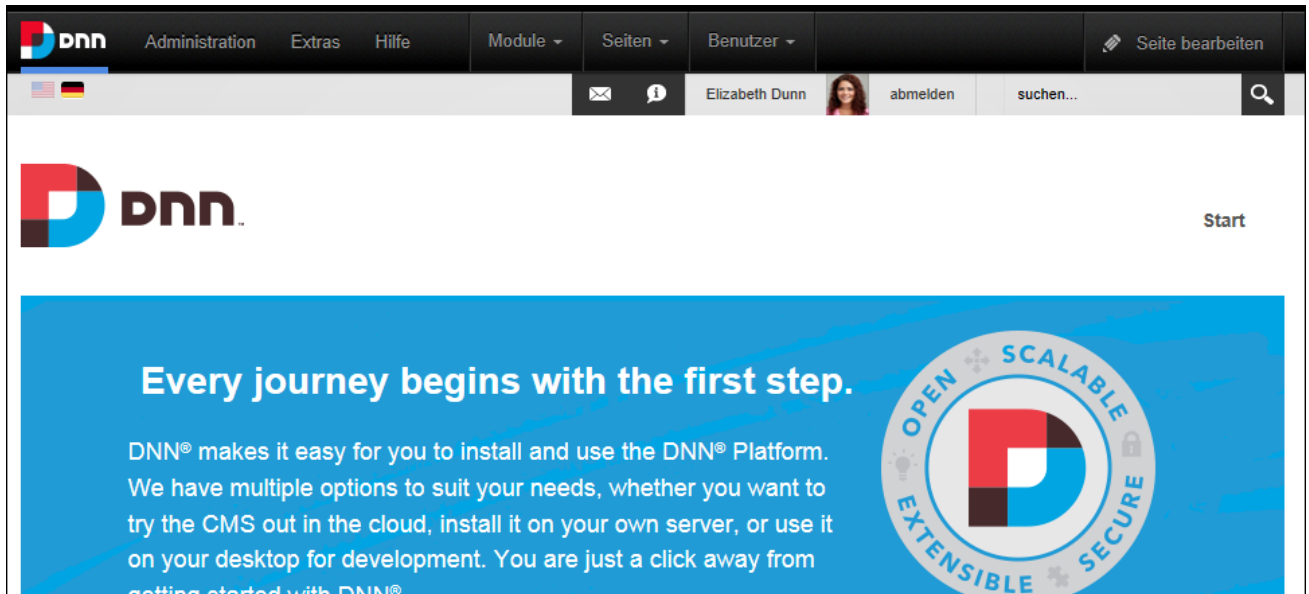 DNN Administration Extras Hilfe Module Seiten Benutzer Seite bearbeiten
Elizabeth Dunn abmelden suchen...
DNN™
Start
Every journey begins with the first step.
DNN® makes it easy for you to install and use the DNN® Platform.
We have multiple options to suit your needs, whether you want to
try the CMS out in the cloud, install it on your own server, or use it
on your desktop for development. You are just a click away from
getting started with DNN®
OPEN SCALABLE SECURE EXTENSIBLE